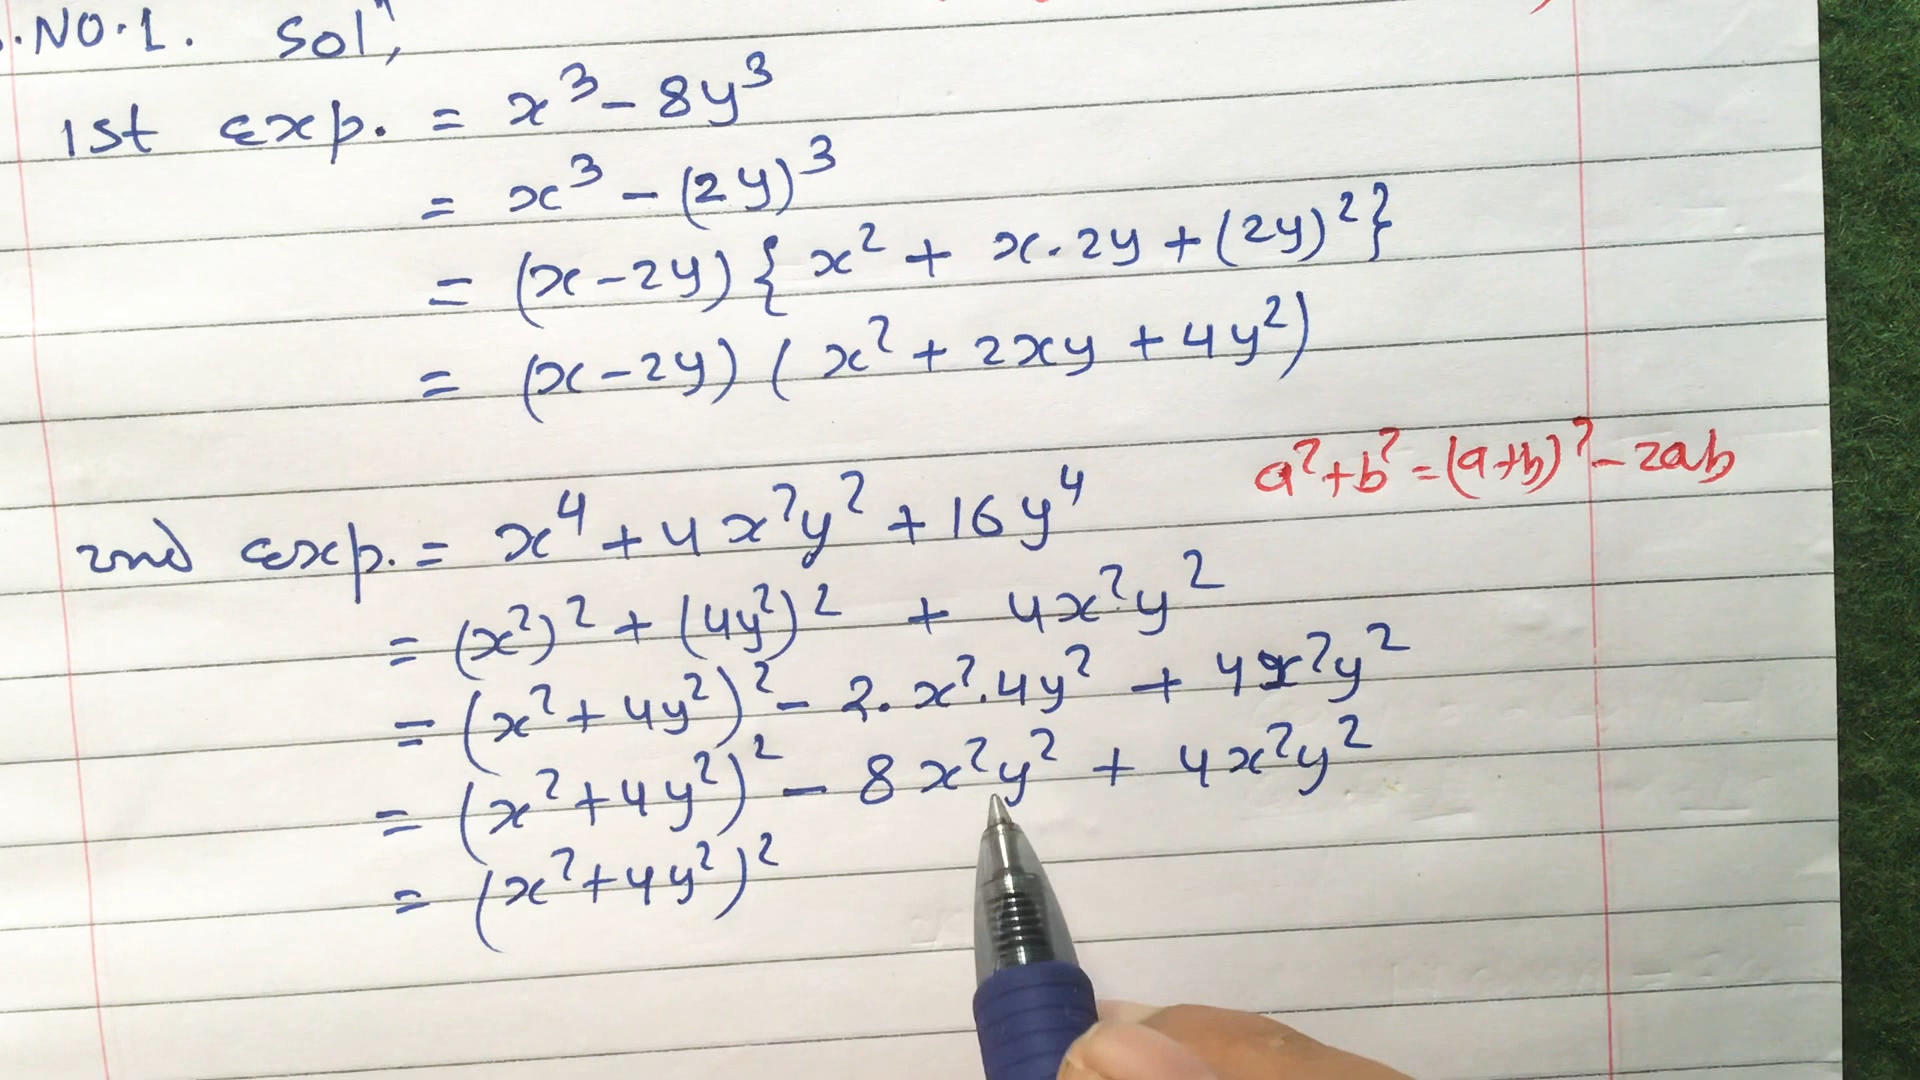 .NO.1. Solⁿ,
1st exp. = x³ - 8y³
= x³ - (2y)³
= (x-2y) { x² + x.2y + (2y)²}
= (x-2y) ( x² + 2xy + 4y²)
a²+b² = (a+b)² - 2ab
2nd exp. = x⁴ + 4x²y² + 16y⁴
= (x²)² + (4y²)² + 4x²y²
= (x² + 4y²)² - 2.x².4y² + 4x²y²
= (x²+4y²)² - 8x²y² + 4x²y²
= (x²+4y²)²